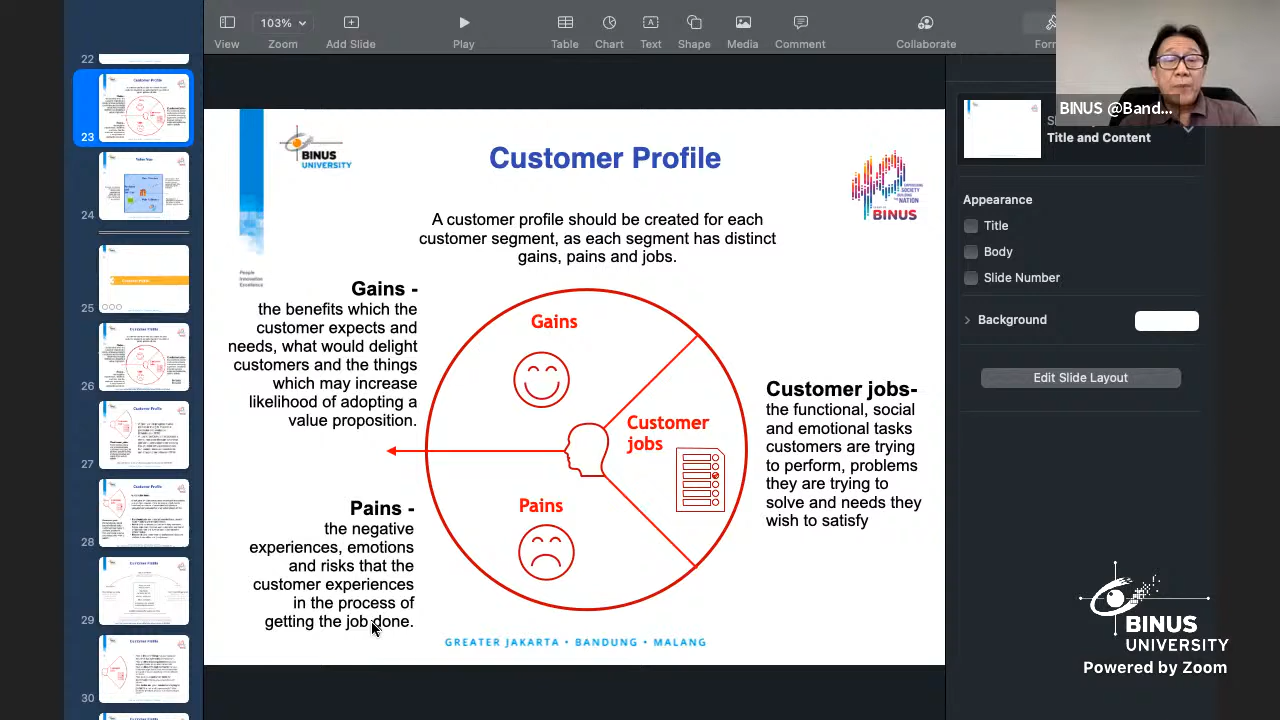 103%
View
Zoom
Add Slide
Play
Table
Chart
Text
Shape
Media
Comment
Collaborate
Form
BINUS @Band...
22
23
24
25
26
27
28
29
30
Customer Profile
BINUS
UNIVERSITY
EMPOWERING
SOCIETY
BUILDING
THE NATION
BINUS
People
Innovation
Excellence
A customer profile should be created for each
customer segment, as each segment has distinct
gains, pains and jobs.
Gains -
the benefits which the
customer expects and
needs, what would delight
customers and the things
which may increase
likelihood of adopting a
value proposition.
Pains -
the negative
experiences, emotions
and risks that the
customer experiences
in the process of
getting the job done.
Gains
Customer
jobs
Pains
Customer jobs-
the functional, social
and emotional tasks
customers are trying
to perform, problems
they are trying to
solve and needs they
wish to satisfy.
GREATER JAKARTA • BANDUNG • MALANG
Title and Content
Appearance
Title
Body
Slide Number
Background
Edit Slide Layout
BINUS
UNIVERSITY
Powered by Zoom